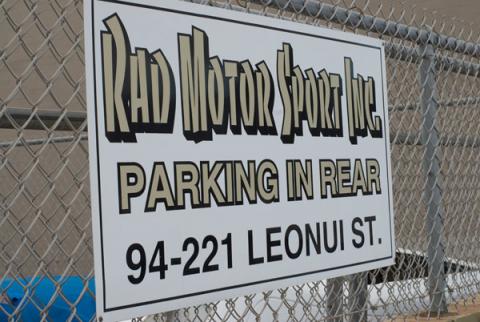 RAD MOTOR SPORT INC.
PARKING IN REAR
94-221 LEONUI ST.